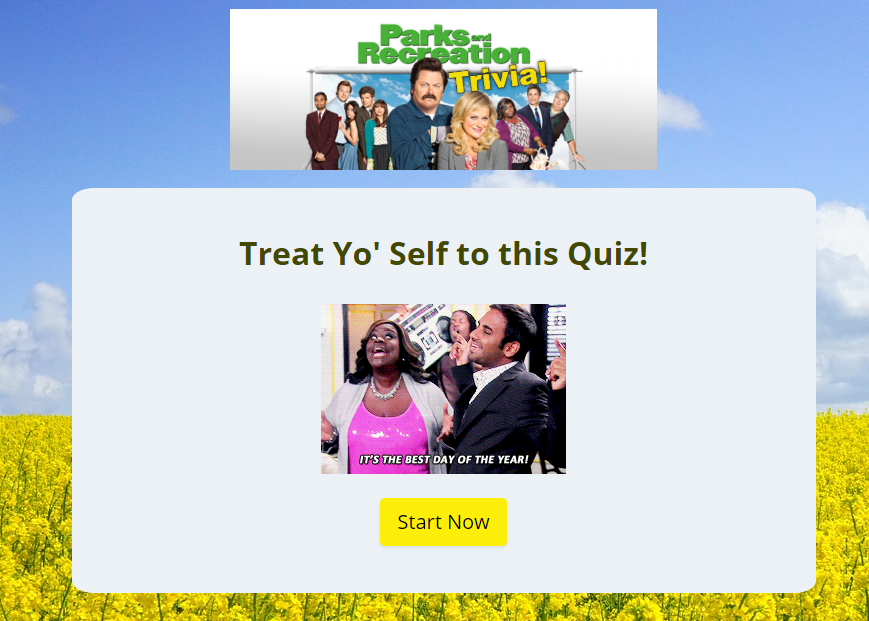 Parks and
Recreation
Trivia!
Treat Yo' Self to this Quiz!
IT'S THE BEST DAY OF THE YEAR!
Start Now